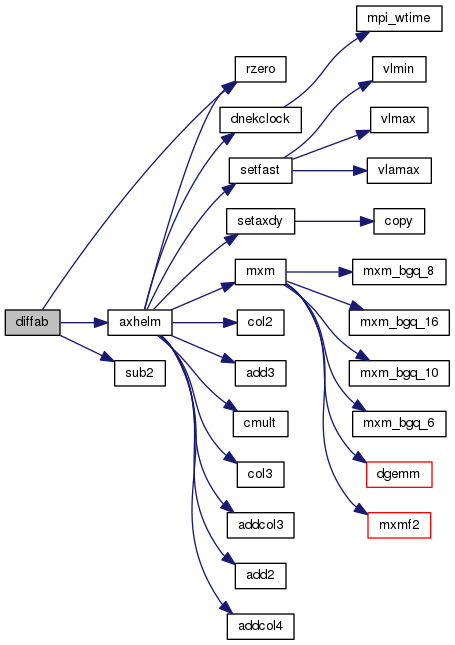 diffab
rzero
axhelm
sub2
dnekclock
setfast
setaxdy
mxm
col2
add3
cmult
col3
addcol3
add2
addcol4
mpi_wtime
vlmin
vlmax
vlamax
copy
mxm_bgq_8
mxm_bgq_16
mxm_bgq_10
mxm_bgq_6
dgemm
mxmf2